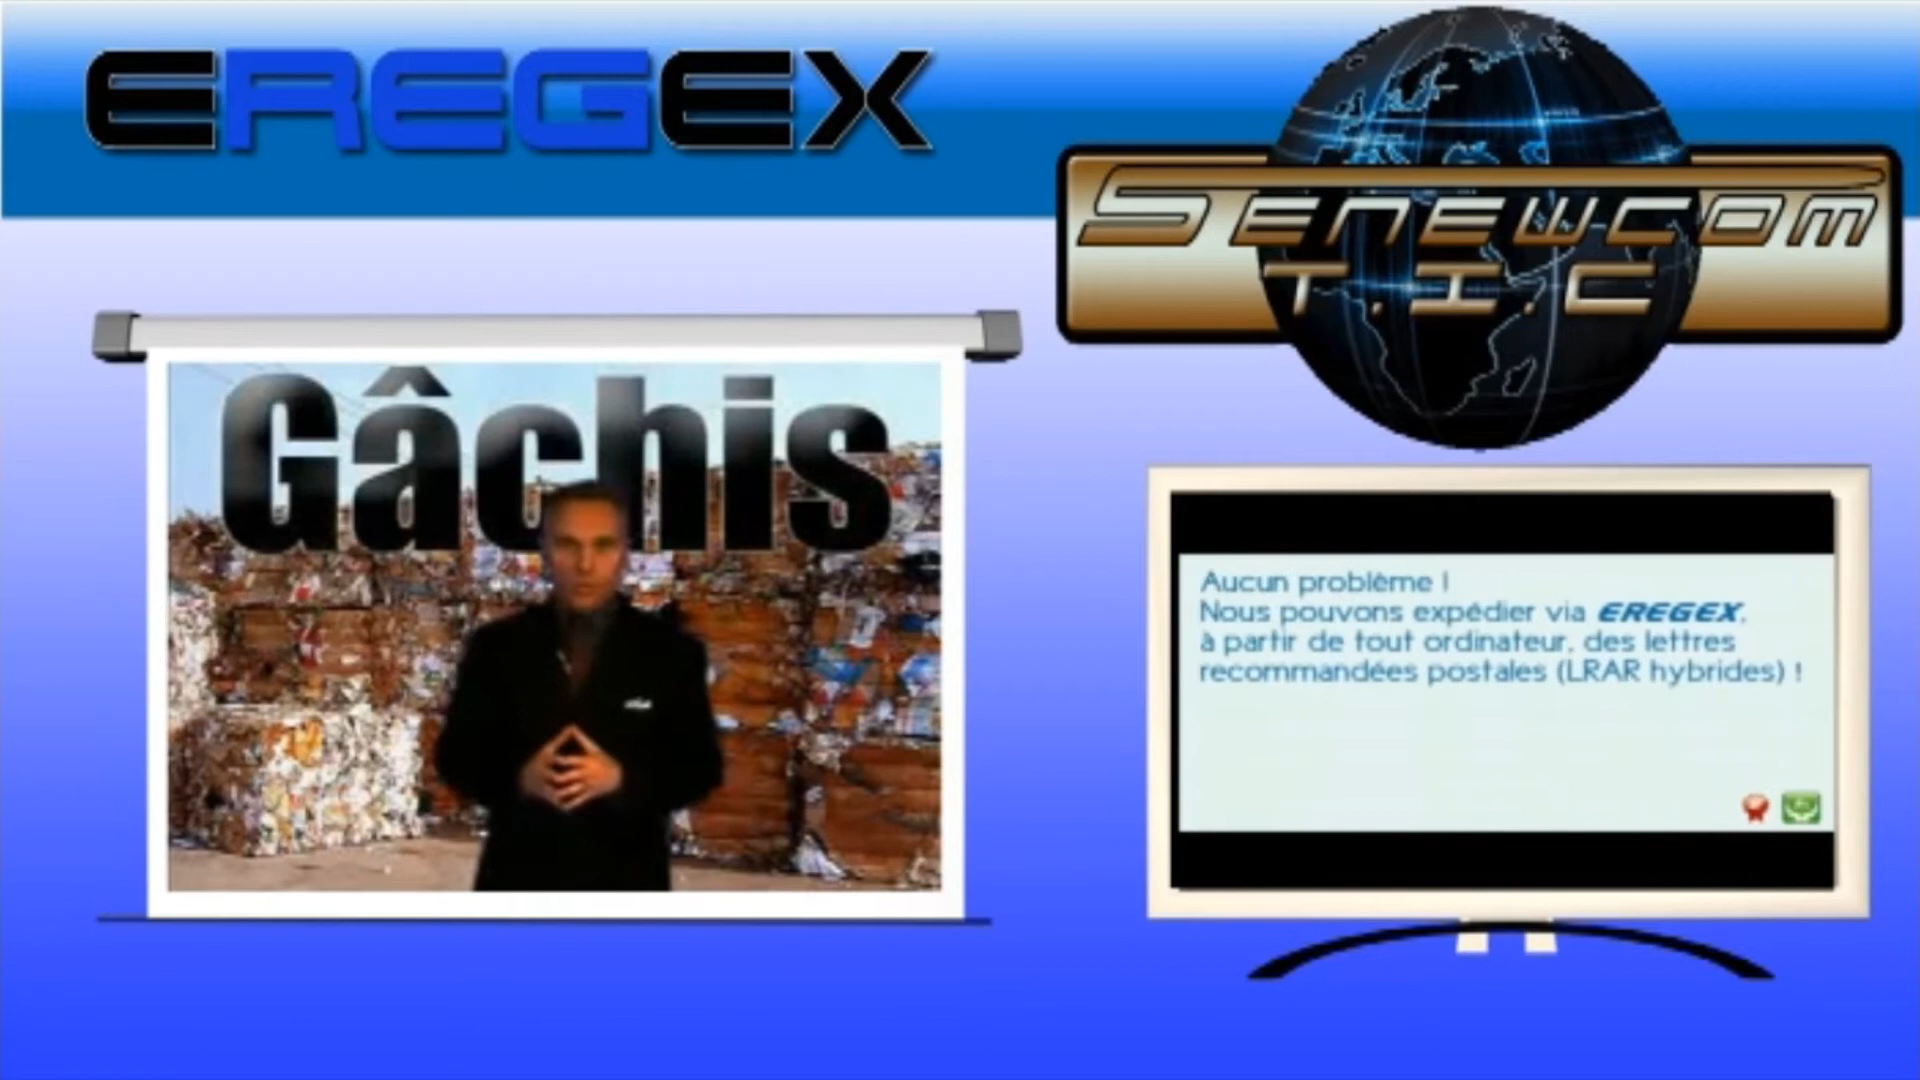 EREGEX
SENEWCOM
T.I.C
Gâchis
Aucun problème !
Nous pouvons expédier via EREGEX,
à partir de tout ordinateur, des lettres
recommandées postales (LRAR hybrides) !